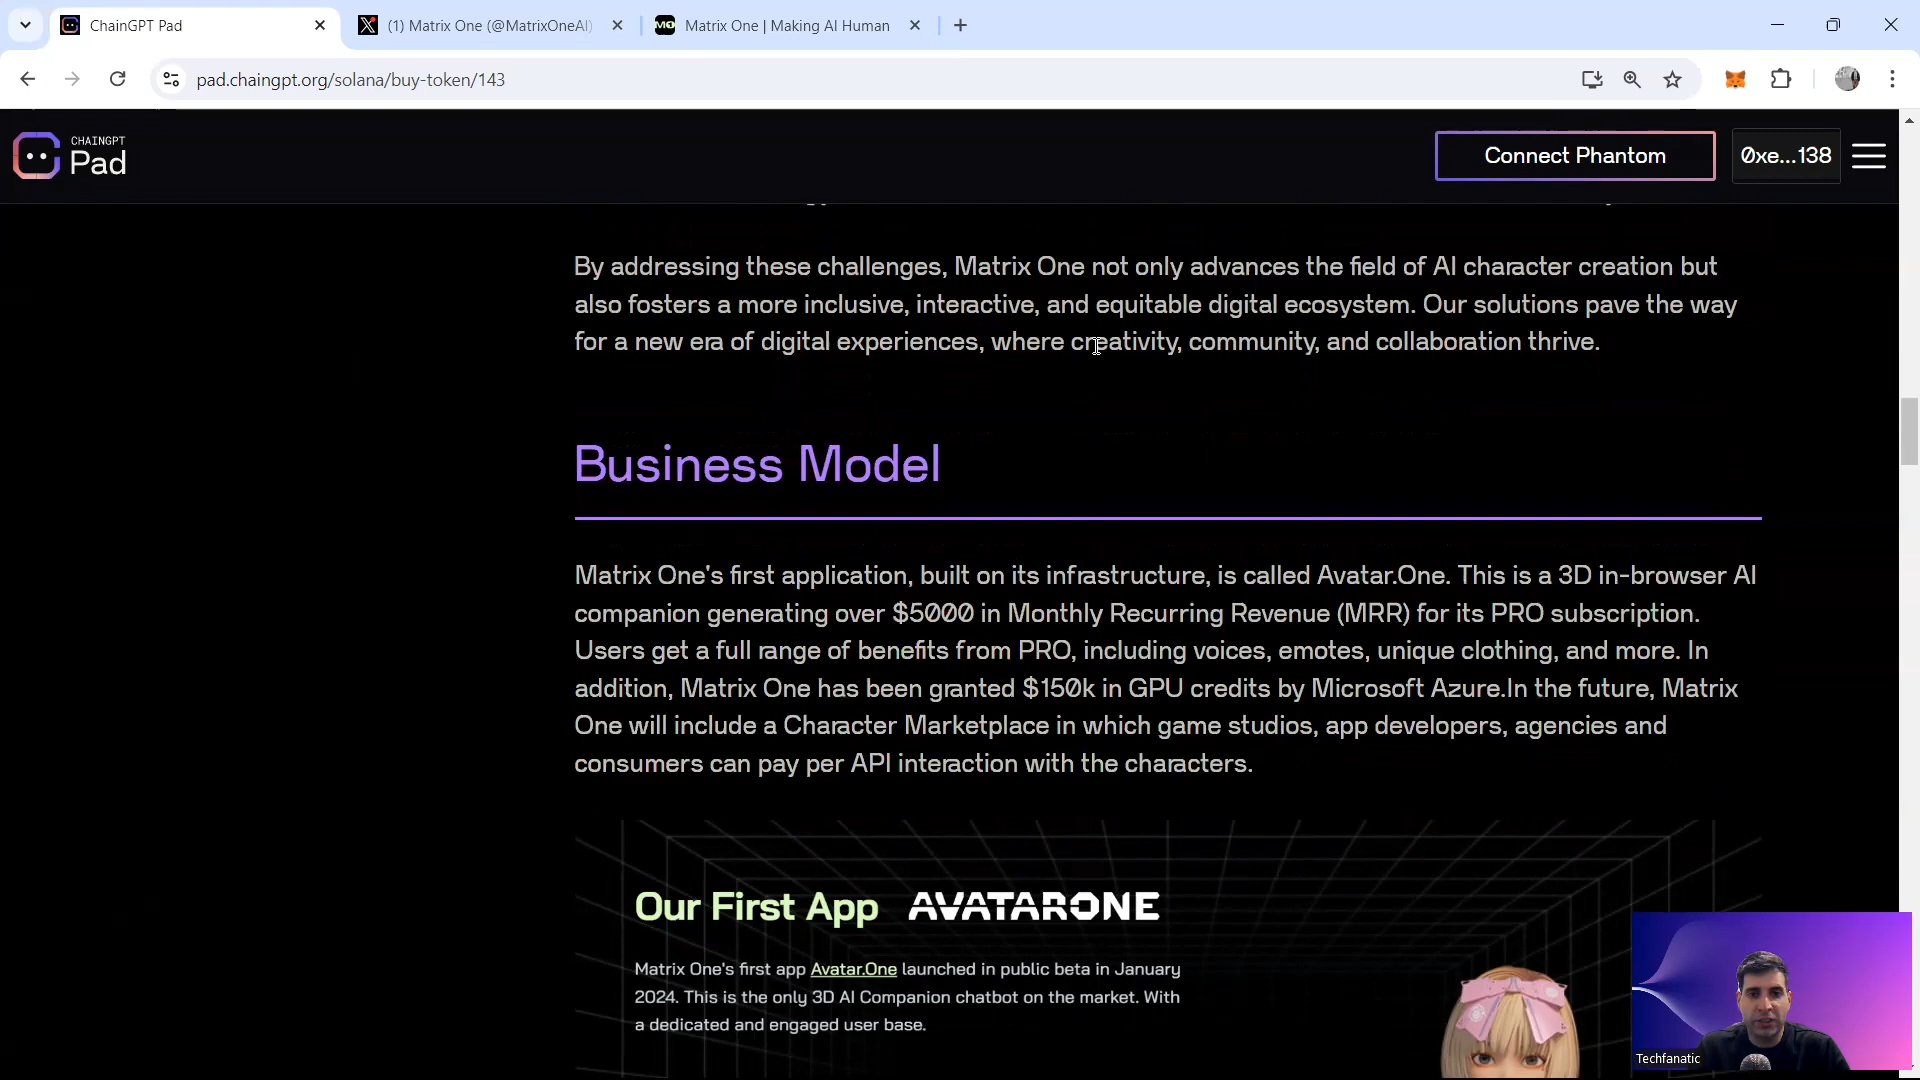 ChainGPT Pad
(1) Matrix One (@MatrixOneAI)
Matrix One | Making AI Human
pad.chaingpt.org/solana/buy-token/143
CHAINGPT
Pad
Connect Phantom
0xe...138
By addressing these challenges, Matrix One not only advances the field of AI character creation but
also fosters a more inclusive, interactive, and equitable digital ecosystem. Our solutions pave the way
for a new era of digital experiences, where creativity, community, and collaboration thrive.
Business Model
Matrix One's first application, built on its infrastructure, is called Avatar.One. This is a 3D in-browser AI
companion generating over $5000 in Monthly Recurring Revenue (MRR) for its PRO subscription.
Users get a full range of benefits from PRO, including voices, emotes, unique clothing, and more. In
addition, Matrix One has been granted $150k in GPU credits by Microsoft Azure.In the future, Matrix
One will include a Character Marketplace in which game studios, app developers, agencies and
consumers can pay per API interaction with the characters.
Our First App AVATARONE
Matrix One's first app Avatar.One launched in public beta in January
2024. This is the only 3D AI Companion chatbot on the market. With
a dedicated and engaged user base.
Techfanatic